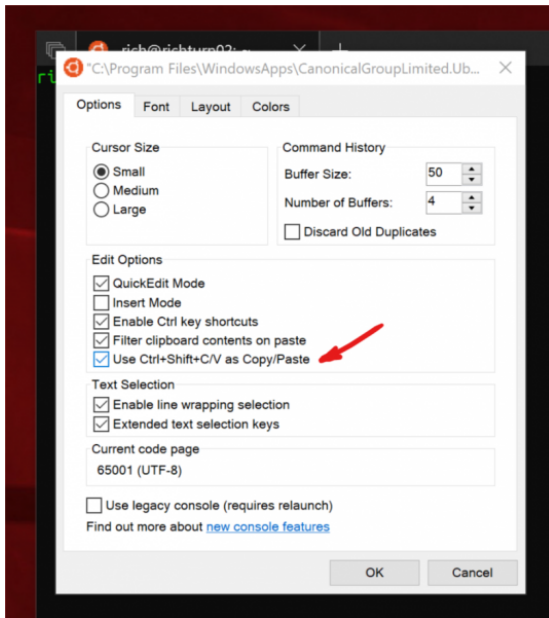 rich@richturn02: ~
ri
"C:\Program Files\WindowsApps\CanonicalGroupLimited.Ub...
Options Font Layout Colors
Cursor Size
Small
Medium
Large
Command History
Buffer Size: 50
Number of Buffers: 4
Discard Old Duplicates
Edit Options
QuickEdit Mode
Insert Mode
Enable Ctrl key shortcuts
Filter clipboard contents on paste
Use Ctrl+Shift+C/V as Copy/Paste
Text Selection
Enable line wrapping selection
Extended text selection keys
Current code page
65001 (UTF-8)
Use legacy console (requires relaunch)
Find out more about new console features
OK Cancel